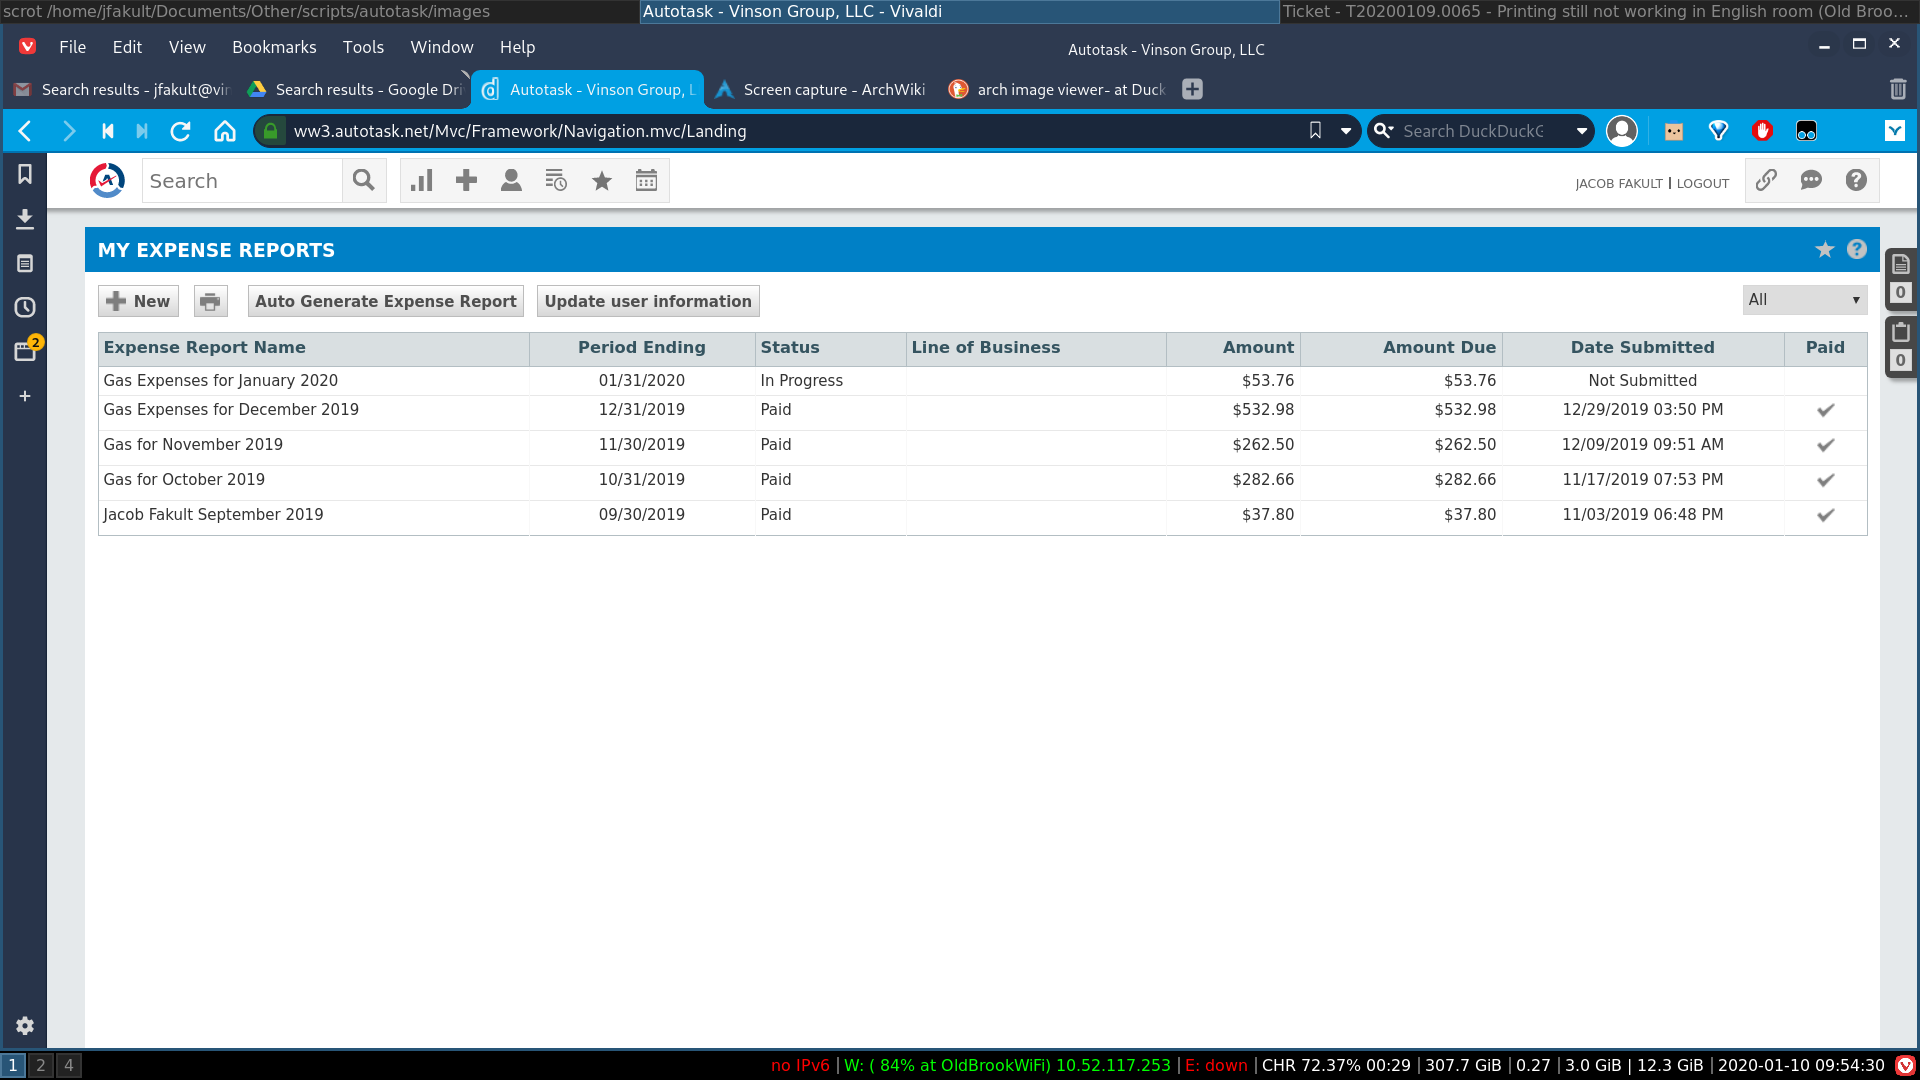 scrot /home/jfakult/Documents/Other/scripts/autotask/images
Autotask - Vinson Group, LLC - Vivaldi
Ticket - T20200109.0065 - Printing still not working in English room (Old Broo...
File Edit View Bookmarks Tools Window Help
Autotask - Vinson Group, LLC
Search results - jfakult@vin
Search results - Google Dri
Autotask - Vinson Group, L
Screen capture - ArchWiki
arch image viewer- at Duck
ww3.autotask.net/Mvc/Framework/Navigation.mvc/Landing
Search DuckDuckG
Search
JACOB FAKULT | LOGOUT
MY EXPENSE REPORTS
New
Auto Generate Expense Report
Update user information
All
0
0
2
Expense Report Name Period Ending Status Line of Business Amount Amount Due Date Submitted Paid
Gas Expenses for January 2020 01/31/2020 In Progress $53.76 $53.76 Not Submitted
Gas Expenses for December 2019 12/31/2019 Paid $532.98 $532.98 12/29/2019 03:50 PM
Gas for November 2019 11/30/2019 Paid $262.50 $262.50 12/09/2019 09:51 AM
Gas for October 2019 10/31/2019 Paid $282.66 $282.66 11/17/2019 07:53 PM
Jacob Fakult September 2019 09/30/2019 Paid $37.80 $37.80 11/03/2019 06:48 PM
1 2 4
no IPv6 | W: ( 84% at OldBrookWiFi) 10.52.117.253 | E: down | CHR 72.37% 00:29 | 307.7 GiB | 0.27 | 3.0 GiB | 12.3 GiB | 2020-01-10 09:54:30